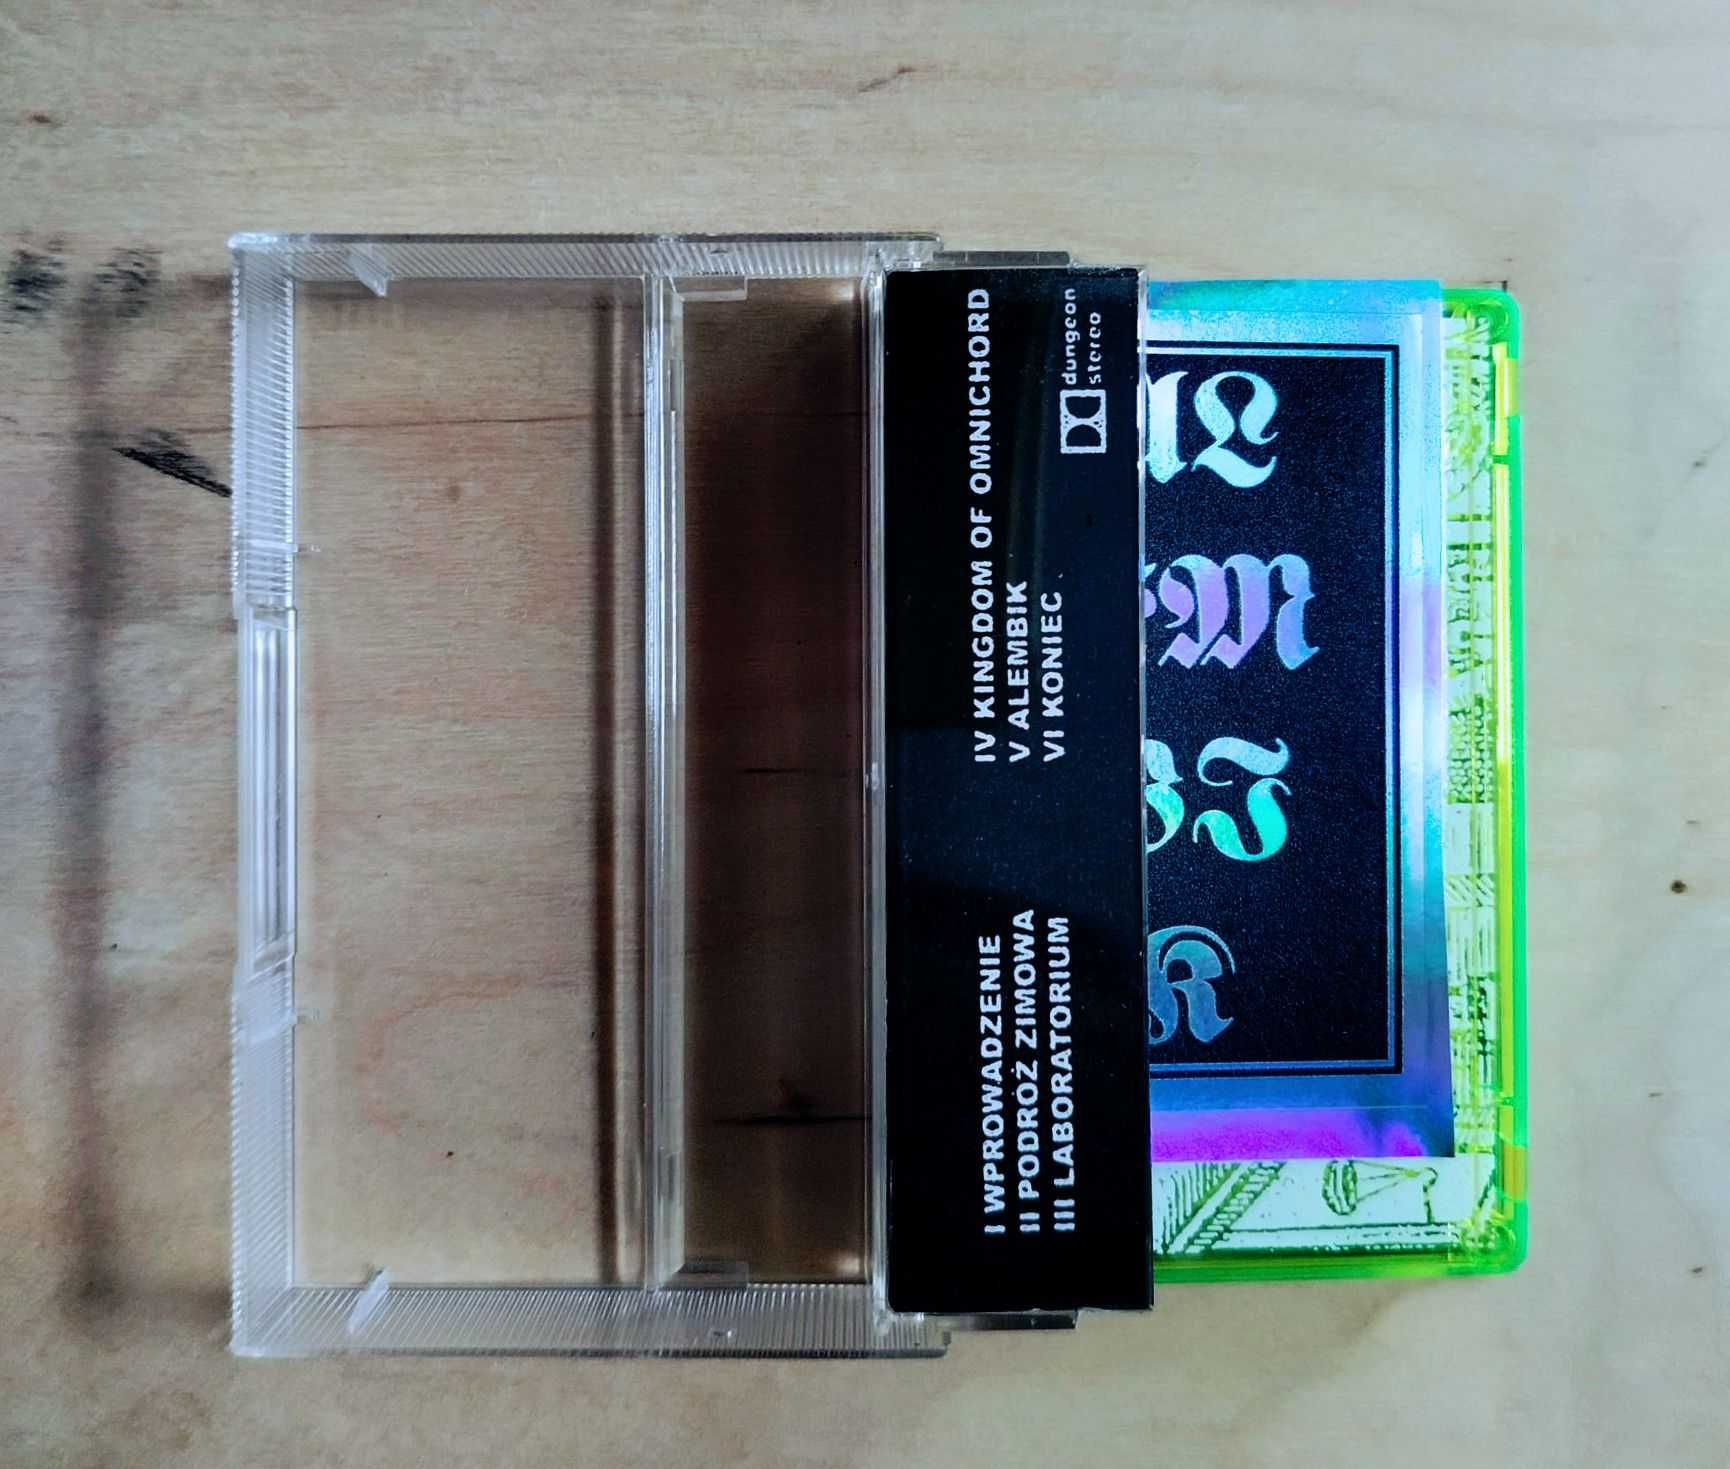 I WPROWADZENIE
II PODRÓŻ ZIMOWA
III LABORATORIUM
IV KINGDOM OF OMNICHORD
V ALEMBIK
VI KONIEC
dungeon
stereo